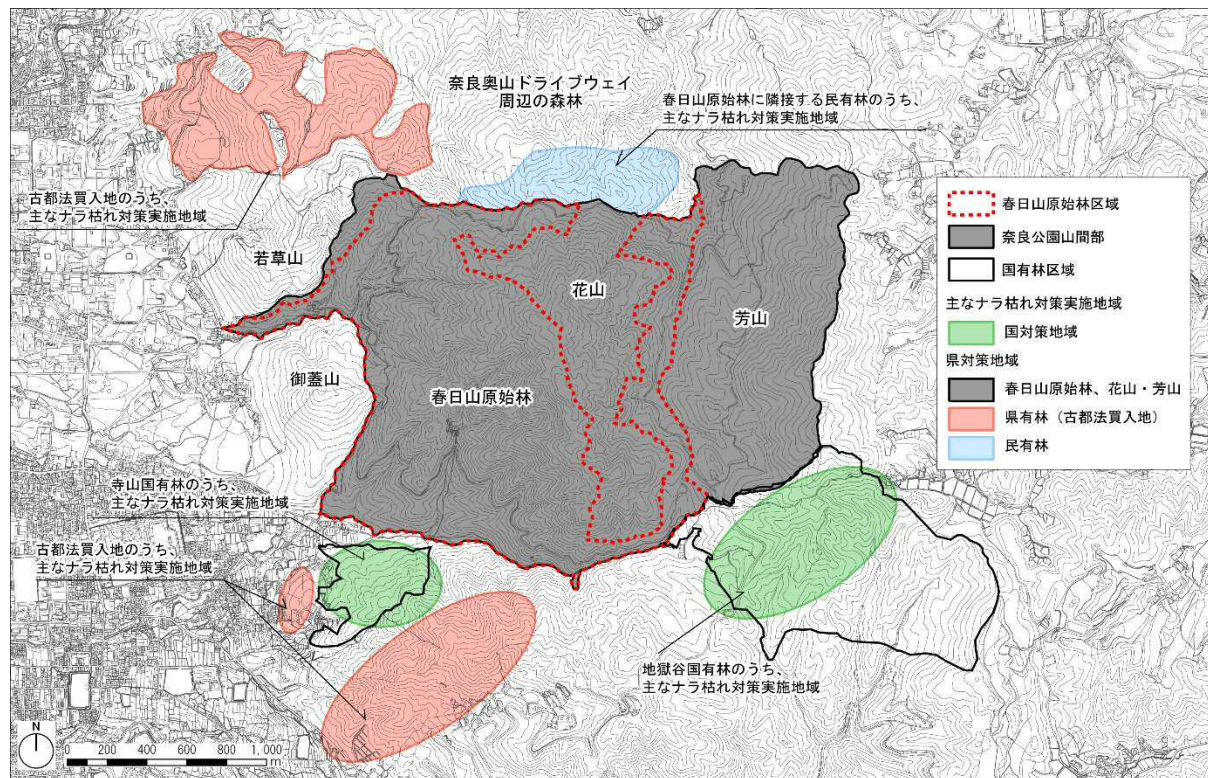 奈良奥山ドライブウェイ
周辺の森林
春日山原始林に隣接する民有林のうち、
主なナラ枯れ対策実施地域
古都法買入地のうち、
主なナラ枯れ対策実施地域
若草山
花山
芳山
御蓋山
春日山原始林
春日山原始林区域
奈良公園山間部
国有林区域
主なナラ枯れ対策実施地域
国対策地域
県対策地域
春日山原始林、花山・芳山
県有林（古都法買入地）
民有林
寺山国有林のうち、
主なナラ枯れ対策実施地域
古都法買入地のうち、
主なナラ枯れ対策実施地域
地獄谷国有林のうち、
主なナラ枯れ対策実施地域
N
0 200 400 600 800 1,000
m